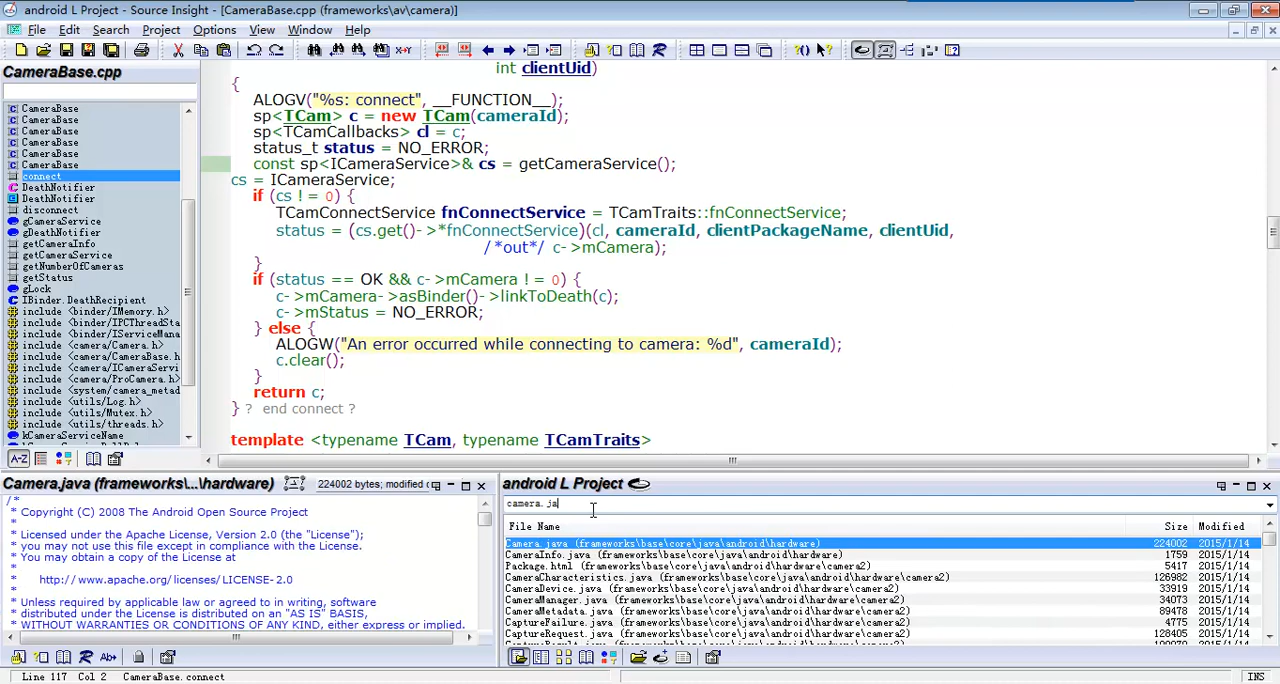 android L Project - Source Insight - [CameraBase.cpp (frameworks\av\camera)]
File Edit Search Project Options View Window Help
CameraBase.cpp
CameraBase
CameraBase
CameraBase
CameraBase
CameraBase
CameraBase
connect
DeathNotifier
DeathNotifier
disconnect
gCameraService
gDeathNotifier
getCameraInfo
getCameraService
getNumberOfCameras
getStatus
gLock
IBinder.DeathRecipient
include <binder/IMemory.h>
include <binder/IPCThreadSta
include <binder/IServiceMana
include <camera/Camera.h>
include <camera/CameraBase.h
include <camera/ICameraServi
include <camera/ProCamera.h>
include <system/camera_metad
include <utils/Log.h>
include <utils/Mutex.h>
include <utils/threads.h>
kCameraServiceName
A-Z
int clientUid)
{
ALOGV("%s: connect", __FUNCTION__);
sp<TCam> c = new TCam(cameraId);
sp<TCamCallbacks> cl = c;
status_t status = NO_ERROR;
const sp<ICameraService>& cs = getCameraService();
cs = ICameraService;
if (cs != 0) {
TCamConnectService fnConnectService = TCamTraits::fnConnectService;
status = (cs.get()->*fnConnectService)(cl, cameraId, clientPackageName, clientUid,
/*out*/ c->mCamera);
}
if (status == OK && c->mCamera != 0) {
c->mCamera->asBinder()->linkToDeath(c);
c->mStatus = NO_ERROR;
} else {
ALOGW("An error occurred while connecting to camera: %d", cameraId);
c.clear();
}
return c;
} ? end connect ?
template <typename TCam, typename TCamTraits>
Camera.java (frameworks\...\hardware) 224002 bytes; modified
/*
* Copyright (C) 2008 The Android Open Source Project
*
* Licensed under the Apache License, Version 2.0 (the "License");
* you may not use this file except in compliance with the License.
* You may obtain a copy of the License at
*
* http://www.apache.org/licenses/LICENSE-2.0
*
* Unless required by applicable law or agreed to in writing, software
* distributed under the License is distributed on an "AS IS" BASIS,
* WITHOUT WARRANTIES OR CONDITIONS OF ANY KIND, either express or implied.
android L Project
camera.ja
File Name Size Modified
Camera.java (frameworks\base\core\java\android\hardware) 224002 2015/1/14
CameraInfo.java (frameworks\base\core\java\android\hardware) 1759 2015/1/14
Package.html (frameworks\base\core\java\android\hardware\camera2) 5417 2015/1/14
CameraCharacteristics.java (frameworks\base\core\java\android\hardware\camera2) 126982 2015/1/14
CameraDevice.java (frameworks\base\core\java\android\hardware\camera2) 33919 2015/1/14
CameraManager.java (frameworks\base\core\java\android\hardware\camera2) 34073 2015/1/14
CameraMetadata.java (frameworks\base\core\java\android\hardware\camera2) 89478 2015/1/14
CaptureFailure.java (frameworks\base\core\java\android\hardware\camera2) 4775 2015/1/14
CaptureRequest.java (frameworks\base\core\java\android\hardware\camera2) 128405 2015/1/14
Line 117 Col 2 CameraBase.connect INS